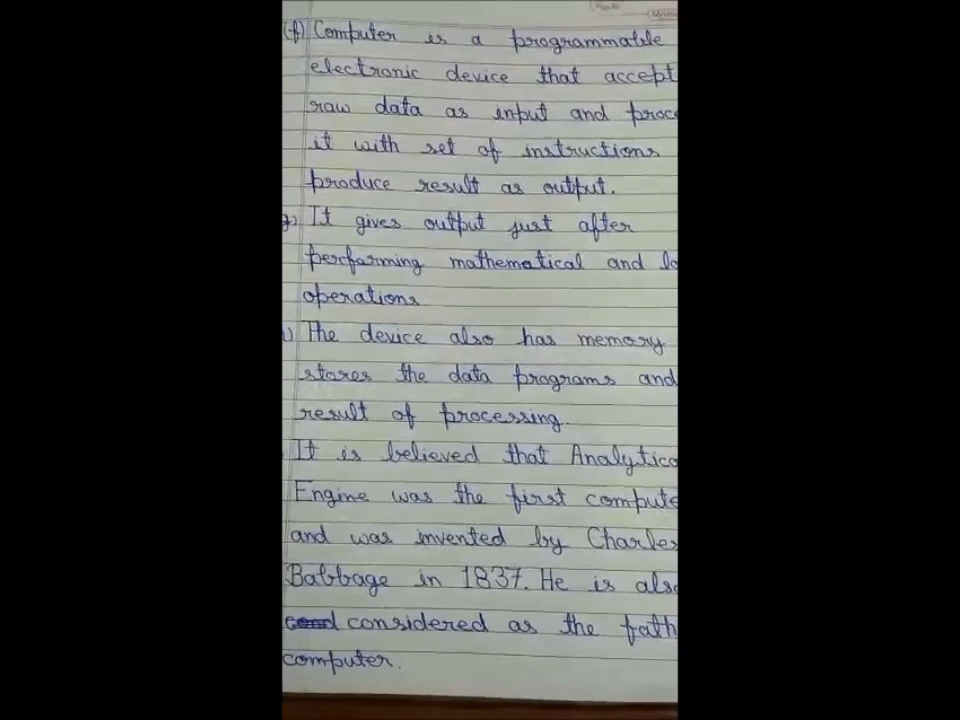 (f) Computer is a programmable
electronic device that accept
raw data as input and proce
it with set of instructions
produce result as output.
g) It gives output just after
performing mathematical and lo
operations
) The device also has memory
stores the data programs and
result of processing.
It is believed that Analytica
Engine was the first compute
and was invented by Charles
Babbage in 1837. He is also
considered as the fath
computer.